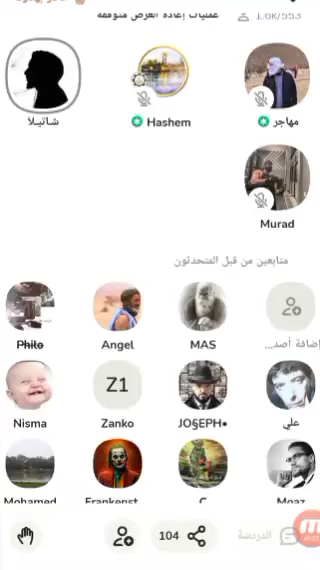 عمليات إعادة العرض متوقفة
1.6k/553
شاتيلا
Hashem
مهاجر
Murad
متابعين من قبل المتحدثون
Philo
Angel
MAS
إضافة أصد...
Nisma
Z1
Zanko
JO§EPH•
علي
Mohamed
Frankenst
C
Moaz
104
الدردشة